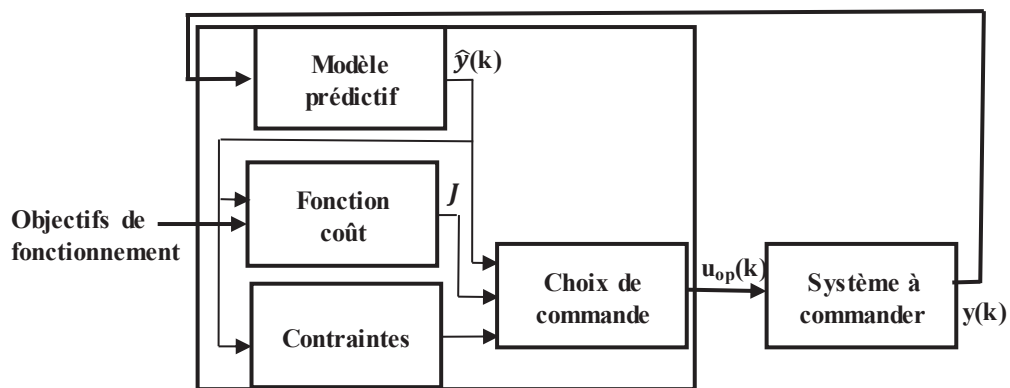 Modèle
prédictif
ŷ(k)
Fonction
coût
J
Objectifs de
fonctionnement
Contraintes
Choix de
commande
u_op(k)
Système à
commander
y(k)